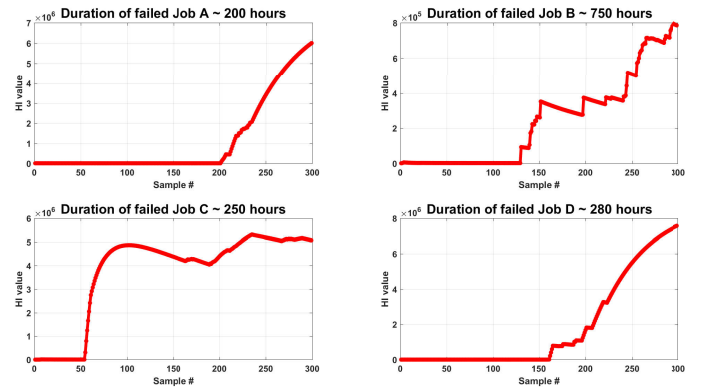 Duration of failed Job A ~ 200 hours
×10⁶
7
6
5
4
3
2
1
0
HI value
0 50 100 150 200 250 300
Sample #
Duration of failed Job B ~ 750 hours
×10⁵
8
6
4
2
0
HI value
0 50 100 150 200 250 300
Sample #
Duration of failed Job C ~ 250 hours
×10⁶
6
5
4
3
2
1
0
HI value
0 50 100 150 200 250 300
Sample #
Duration of failed Job D ~ 280 hours
×10⁶
8
6
4
2
0
HI value
0 50 100 150 200 250 300
Sample #